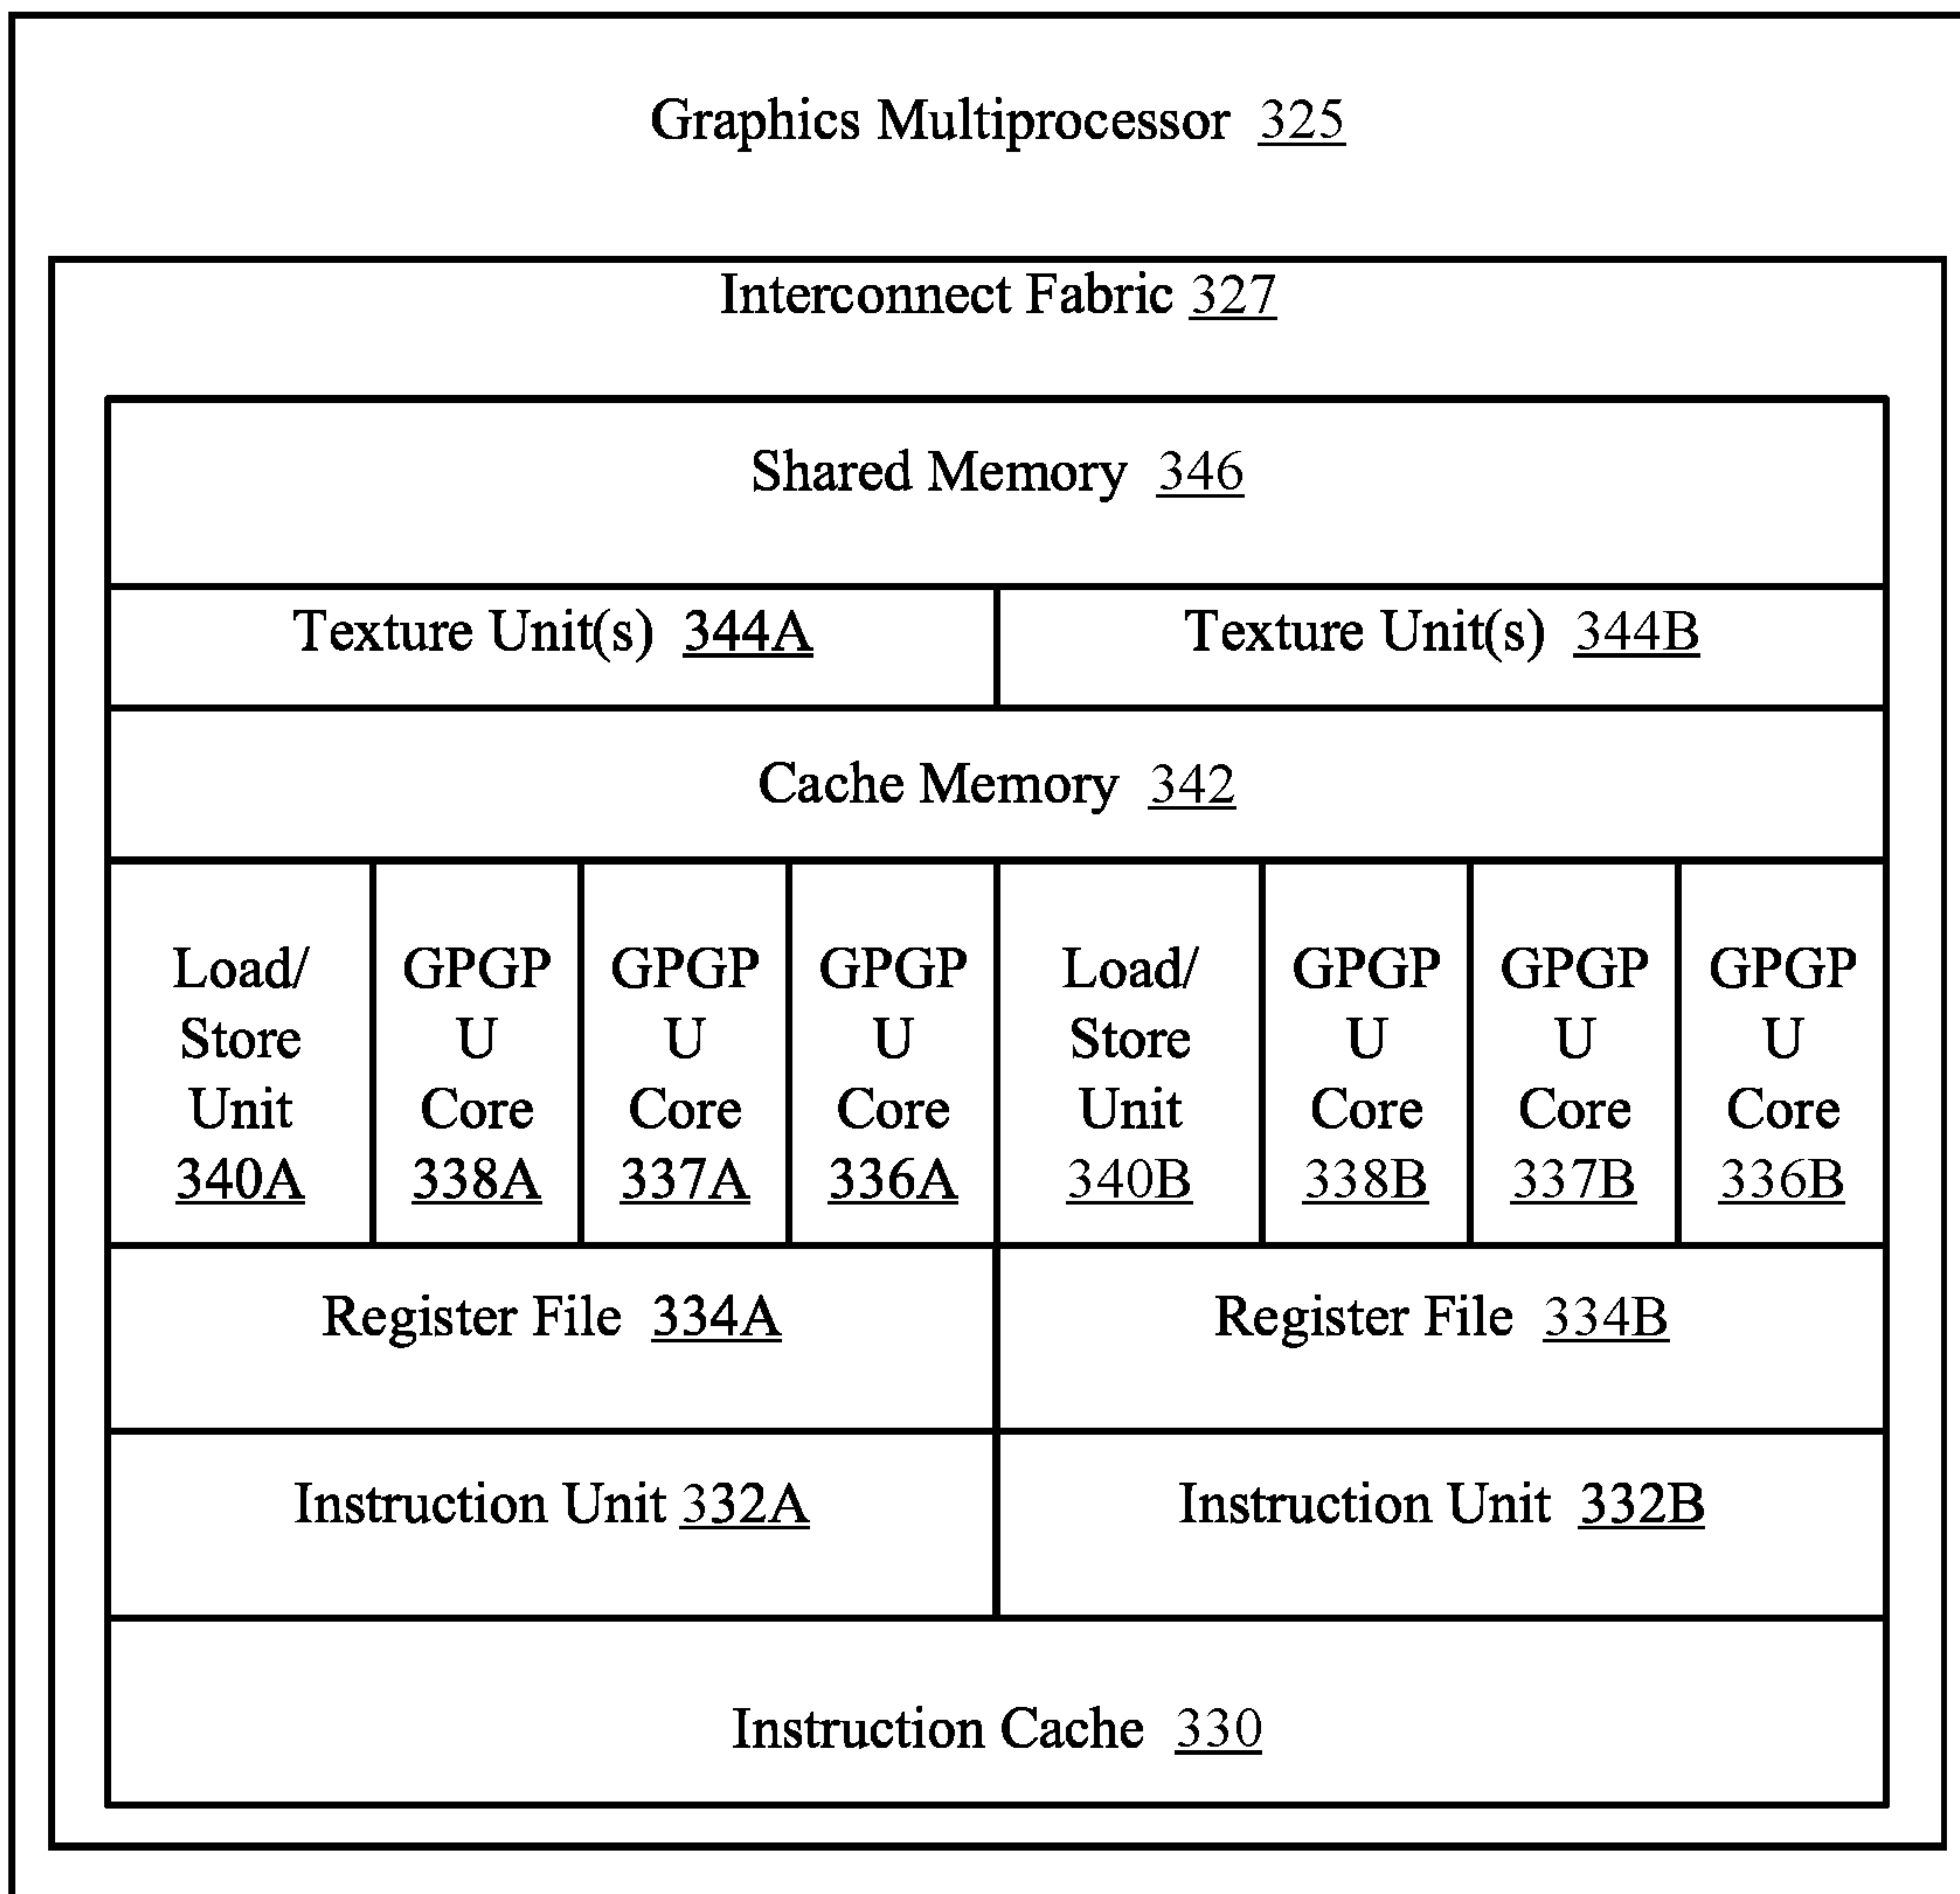 Graphics Multiprocessor 325
Interconnect Fabric 327
Shared Memory 346
Texture Unit(s) 344A
Texture Unit(s) 344B
Cache Memory 342
Load/
Store
Unit
340A
GPGP
U
Core
338A
GPGP
U
Core
337A
GPGP
U
Core
336A
Load/
Store
Unit
340B
GPGP
U
Core
338B
GPGP
U
Core
337B
GPGP
U
Core
336B
Register File 334A
Register File 334B
Instruction Unit 332A
Instruction Unit 332B
Instruction Cache 330